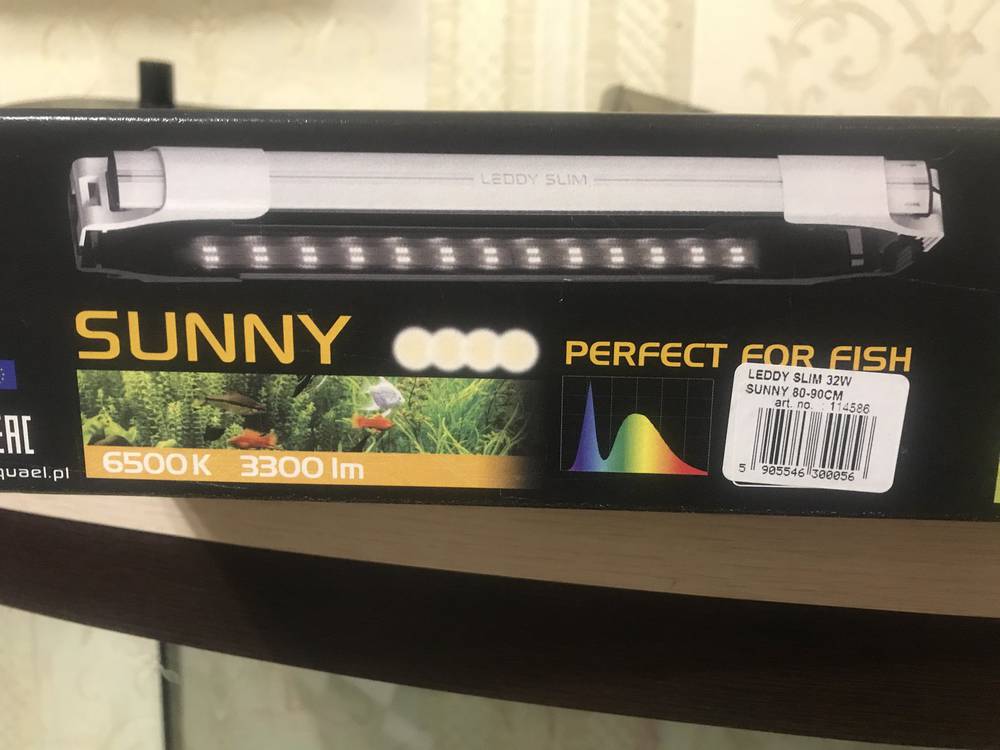 LEDDY SLIM
SUNNY
PERFECT FOR FISH
LEDDY SLIM 32W
SUNNY 80-90CM
art. no. : 114586
5 905546 300056
6500K 3300 lm
EAC
quael.pl